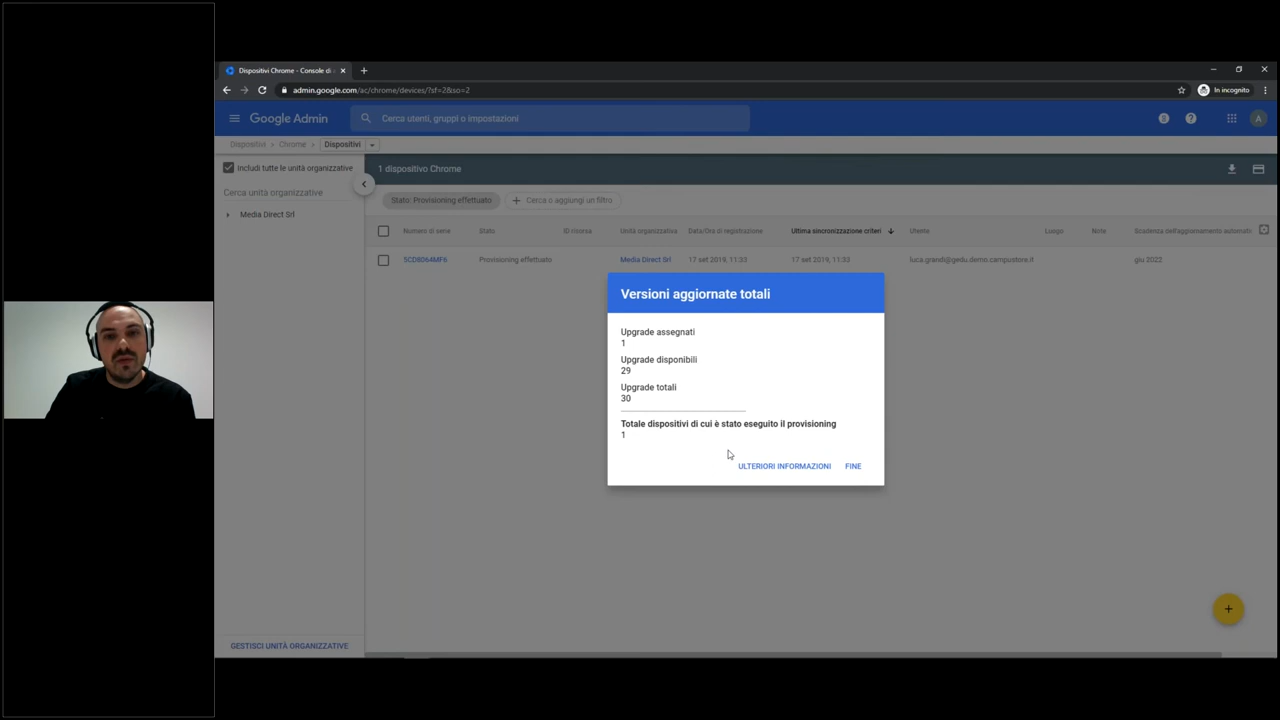 Dispositivi Chrome - Console di
admin.google.com/ac/chrome/devices/?sf=2&so=2
In incognito
Google Admin
Cerca utenti, gruppi o impostazioni
A
Dispositivi > Chrome > Dispositivi
Includi tutte le unità organizzative
1 dispositivo Chrome
Cerca unità organizzative
Stato: Provisioning effettuato
Cerca o aggiungi un filtro
Media Direct Srl
Numero di serie Stato ID risorsa Unità organizzativa Data/Ora di registrazione Ultima sincronizzazione criteri Utente Luogo Note Scadenza dell'aggiornamento automatic
5CD8064MF6 Provisioning effettuato Media Direct Srl 17 set 2019, 11:33 17 set 2019, 11:33 luca.grandi@gedu.demo.campustore.it giu 2022
Versioni aggiornate totali
Upgrade assegnati
1
Upgrade disponibili
29
Upgrade totali
30
Totale dispositivi di cui è stato eseguito il provisioning
1
ULTERIORI INFORMAZIONI FINE
GESTISCI UNITÀ ORGANIZZATIVE